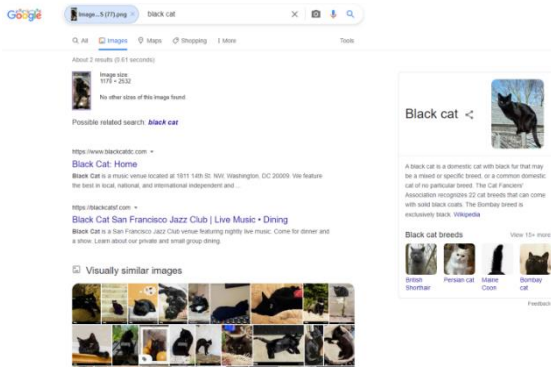 Google
Image...5 (77).png × black cat
All Images Maps Shopping More Tools
About 2 results (0.61 seconds)
Image size:
1170 × 2532
No other sizes of this image found.
Possible related search: black cat
https://www.blackcatdc.com
Black Cat: Home
Black Cat is a music venue located at 1811 14th St. NW, Washington, DC 20009. We feature
the best in local, national, and international independent and ...
https://blackcatsf.com
Black Cat San Francisco Jazz Club | Live Music • Dining
Black Cat is a San Francisco Jazz Club venue featuring nightly live music. Come for dinner and
a show. Learn about our private and small group dining.
Visually similar images
Black cat
A black cat is a domestic cat with black fur that may
be a mixed or specific breed, or a common domestic
cat of no particular breed. The Cat Fanciers'
Association recognizes 22 cat breeds that can come
with solid black coats. The Bombay breed is
exclusively black. Wikipedia
Black cat breeds View 10+ more
British Shorthair
Persian cat
Maine Coon
Bombay cat
Feedback